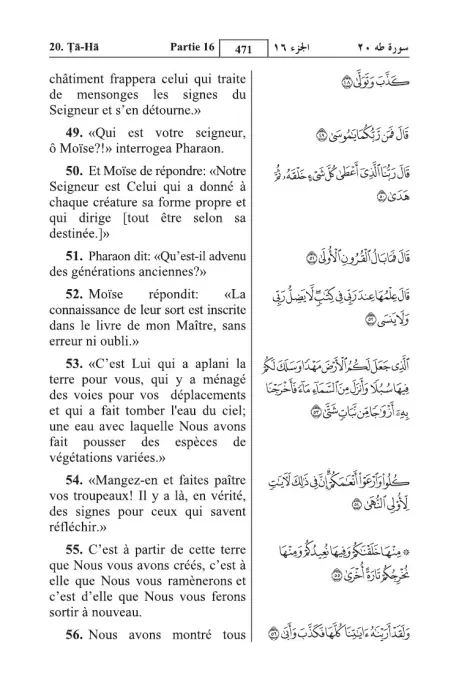 20. Ṭā-Hā Partie 16 471 الجزء ١٦ سورة طه ٢٠
châtiment frappera celui qui traite
de mensonges les signes du
Seigneur et s'en détourne.»
49. «Qui est votre seigneur,
ô Moïse?!» interrogea Pharaon.
50. Et Moïse de répondre: «Notre
Seigneur est Celui qui a donné à
chaque créature sa forme propre et
qui dirige [tout être selon sa
destinée.]»
51. Pharaon dit: «Qu'est-il advenu
des générations anciennes?»
52. Moïse répondit: «La
connaissance de leur sort est inscrite
dans le livre de mon Maître, sans
erreur ni oubli.»
53. «C'est Lui qui a aplani la
terre pour vous, qui y a ménagé
des voies pour vos déplacements
et qui a fait tomber l'eau du ciel;
une eau avec laquelle Nous avons
fait pousser des espèces de
végétations variées.»
54. «Mangez-en et faites paître
vos troupeaux! Il y a là, en vérité,
des signes pour ceux qui savent
réfléchir.»
55. C'est à partir de cette terre
que Nous vous avons créés, c'est à
elle que Nous vous ramènerons et
c'est d'elle que Nous vous ferons
sortir à nouveau.
56. Nous avons montré tous
كَذَّبَ وَتَوَلَّىٰ ٤٨
قَالَ فَمَن رَّبُّكُمَا يَٰمُوسَىٰ ٤٩
قَالَ رَبُّنَا ٱلَّذِىٓ أَعْطَىٰ كُلَّ شَىْءٍ خَلْقَهُۥ ثُمَّ
هَدَىٰ ٥٠
قَالَ فَمَا بَالُ ٱلْقُرُونِ ٱلْأُولَىٰ ٥١
قَالَ عِلْمُهَا عِندَ رَبِّى فِى كِتَٰبٍ لَّا يَضِلُّ رَبِّى
وَلَا يَنسَى ٥٢
ٱلَّذِى جَعَلَ لَكُمُ ٱلْأَرْضَ مَهْدًا وَسَلَكَ لَكُمْ
فِيهَا سُبُلًا وَأَنزَلَ مِنَ ٱلسَّمَآءِ مَآءً فَأَخْرَجْنَا
بِهِۦٓ أَزْوَٰجًا مِّن نَّبَاتٍ شَتَّىٰ ٥٣
كُلُوا۟ وَٱرْعَوْا۟ أَنْعَٰمَكُمْ إِنَّ فِى ذَٰلِكَ لَءَايَٰتٍ
لِّأُو۟لِى ٱلنُّهَىٰ ٥٤
۞ مِنْهَا خَلَقْنَٰكُمْ وَفِيهَا نُعِيدُكُمْ وَمِنْهَا
نُخْرِجُكُمْ تَارَةً أُخْرَىٰ ٥٥
وَلَقَدْ أَرَيْنَٰهُ ءَايَٰتِنَا كُلَّهَا فَكَذَّبَ وَأَبَىٰ ٥٦